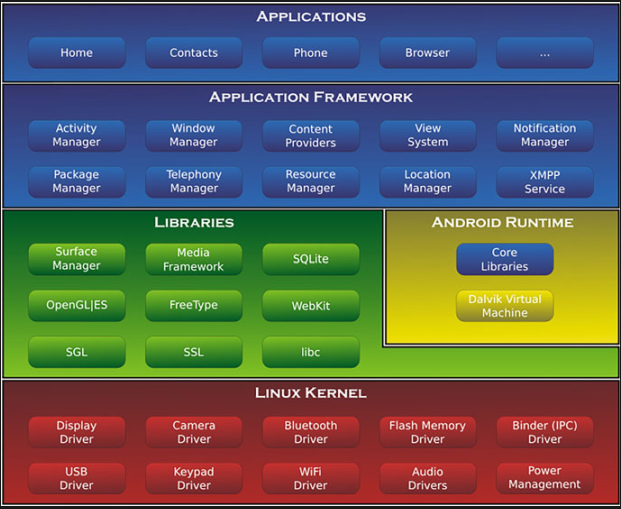 APPLICATIONS
Home
Contacts
Phone
Browser
...
APPLICATION FRAMEWORK
Activity
Manager
Window
Manager
Content
Providers
View
System
Notification
Manager
Package
Manager
Telephony
Manager
Resource
Manager
Location
Manager
XMPP
Service
LIBRARIES
Surface
Manager
Media
Framework
SQLite
OpenGL|ES
FreeType
WebKit
SGL
SSL
libc
ANDROID RUNTIME
Core
Libraries
Dalvik Virtual
Machine
LINUX KERNEL
Display
Driver
Camera
Driver
Bluetooth
Driver
Flash Memory
Driver
Binder (IPC)
Driver
USB
Driver
Keypad
Driver
WiFi
Driver
Audio
Drivers
Power
Management